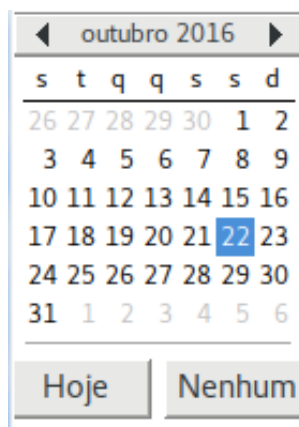 outubro 2016
s t q q s s d
26 27 28 29 30 1 2
3 4 5 6 7 8 9
10 11 12 13 14 15 16
17 18 19 20 21 22 23
24 25 26 27 28 29 30
31 1 2 3 4 5 6
Hoje Nenhum